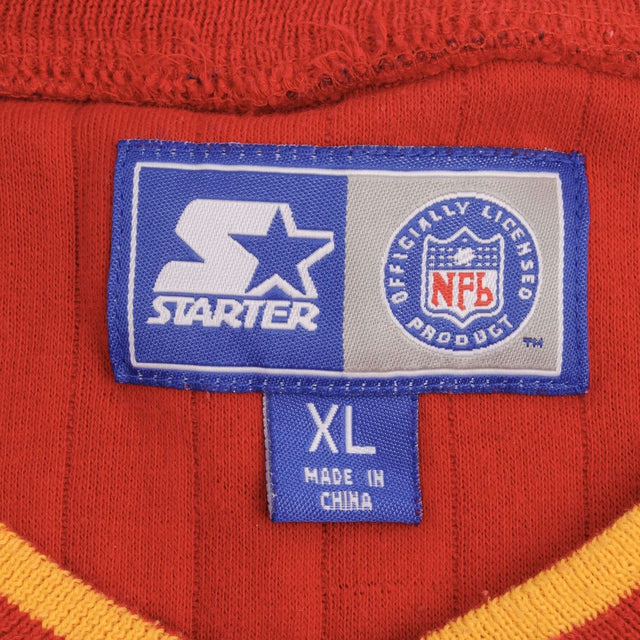 STARTER
OFFICIALLY LICENSED
NFL
PRODUCT
TM
XL
MADE IN
CHINA